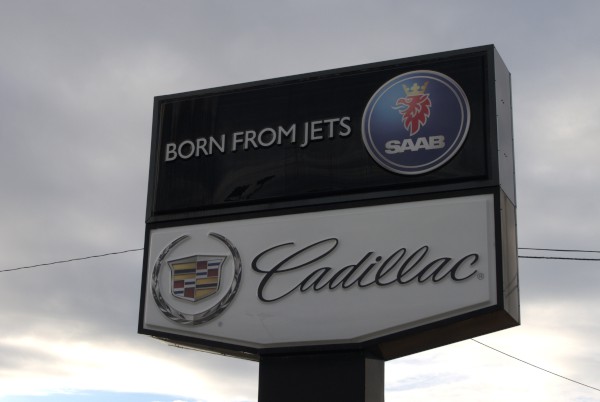 BORN FROM JETS
SAAB
Cadillac